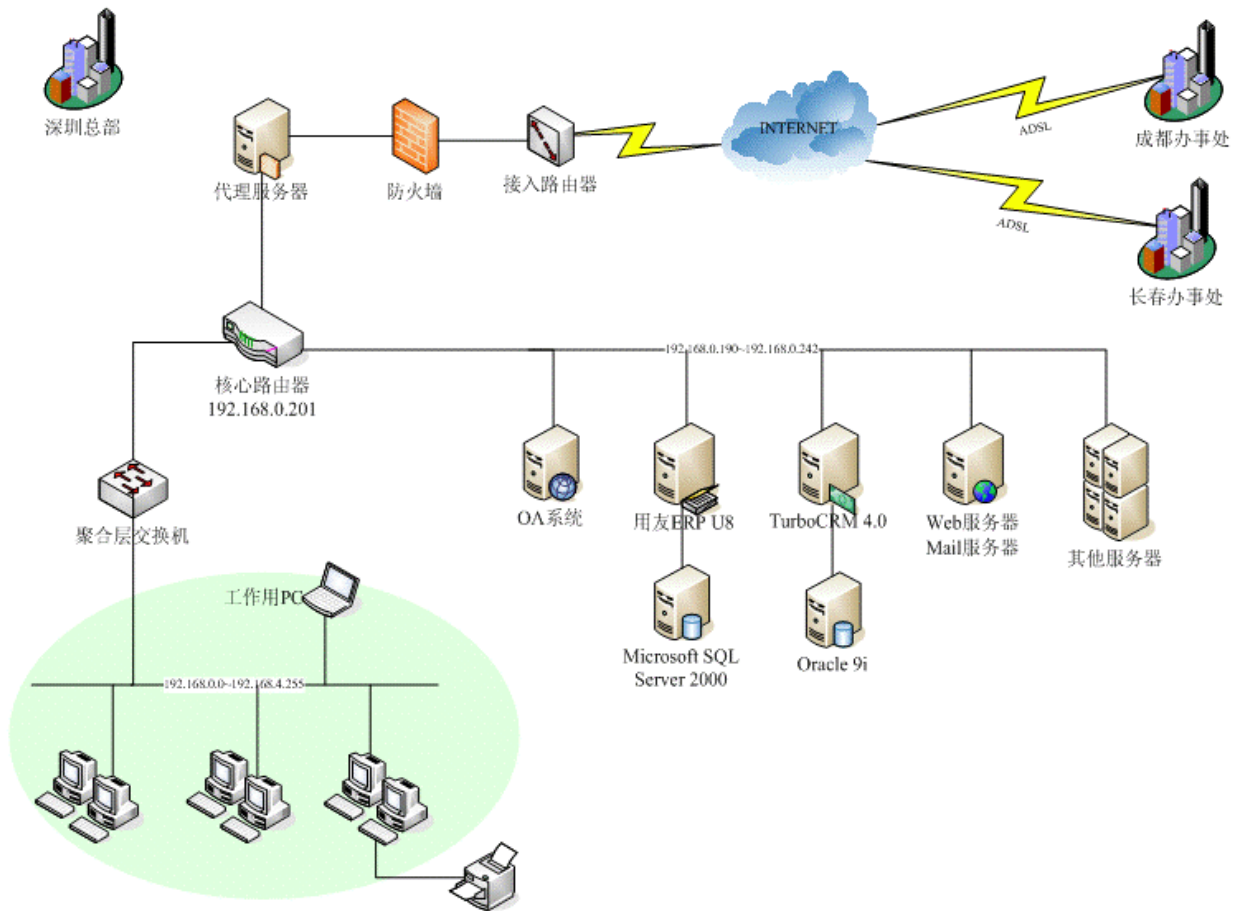 深圳总部
代理服务器
防火墙
接入路由器
INTERNET
ADSL
成都办事处
ADSL
长春办事处
核心路由器
192.168.0.201
192.168.0.190~192.168.0.242
聚合层交换机
OA系统
用友ERP U8
TurboCRM 4.0
Web服务器
Mail服务器
其他服务器
Microsoft SQL
Server 2000
Oracle 9i
工作用PC
192.168.0.0~192.168.4.255